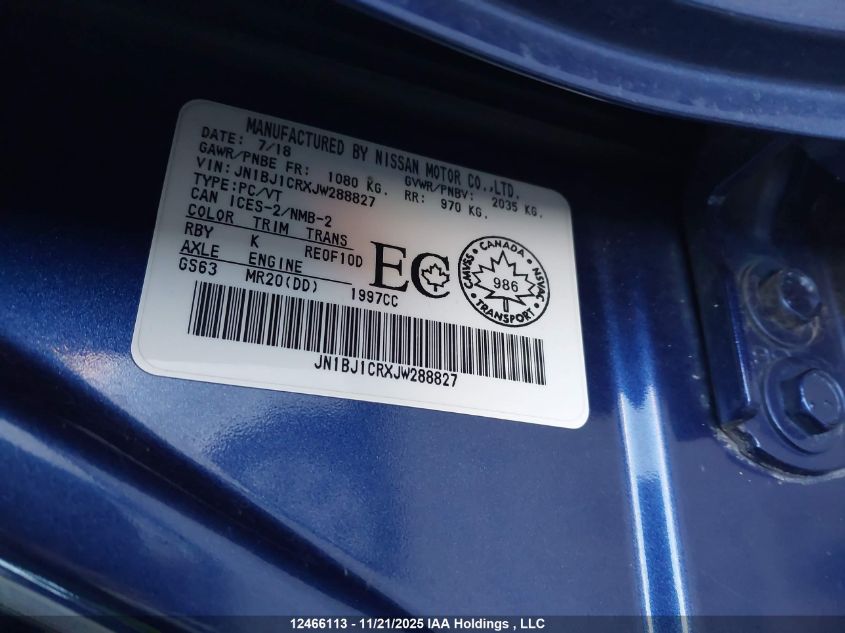 MANUFACTURED BY NISSAN MOTOR CO.,LTD.
DATE: 7/18 GVWR/PNBV: 2035 KG.
GAWR/PNBE FR: 1080 KG. RR: 970 KG.
VIN: JN1BJ1CRXJW288827
TYPE: PC/VT
CAN ICES-2/NMB-2
COLOR TRIM TRANS
RBY K RE0F10D
AXLE ENGINE
GS63 MR20(DD) 1997CC
EC
CANADA
CMVSS 986 NSVAC
TRANSPORT
JN1BJ1CRXJW288827
12466113 - 11/21/2025 IAA Holdings , LLC